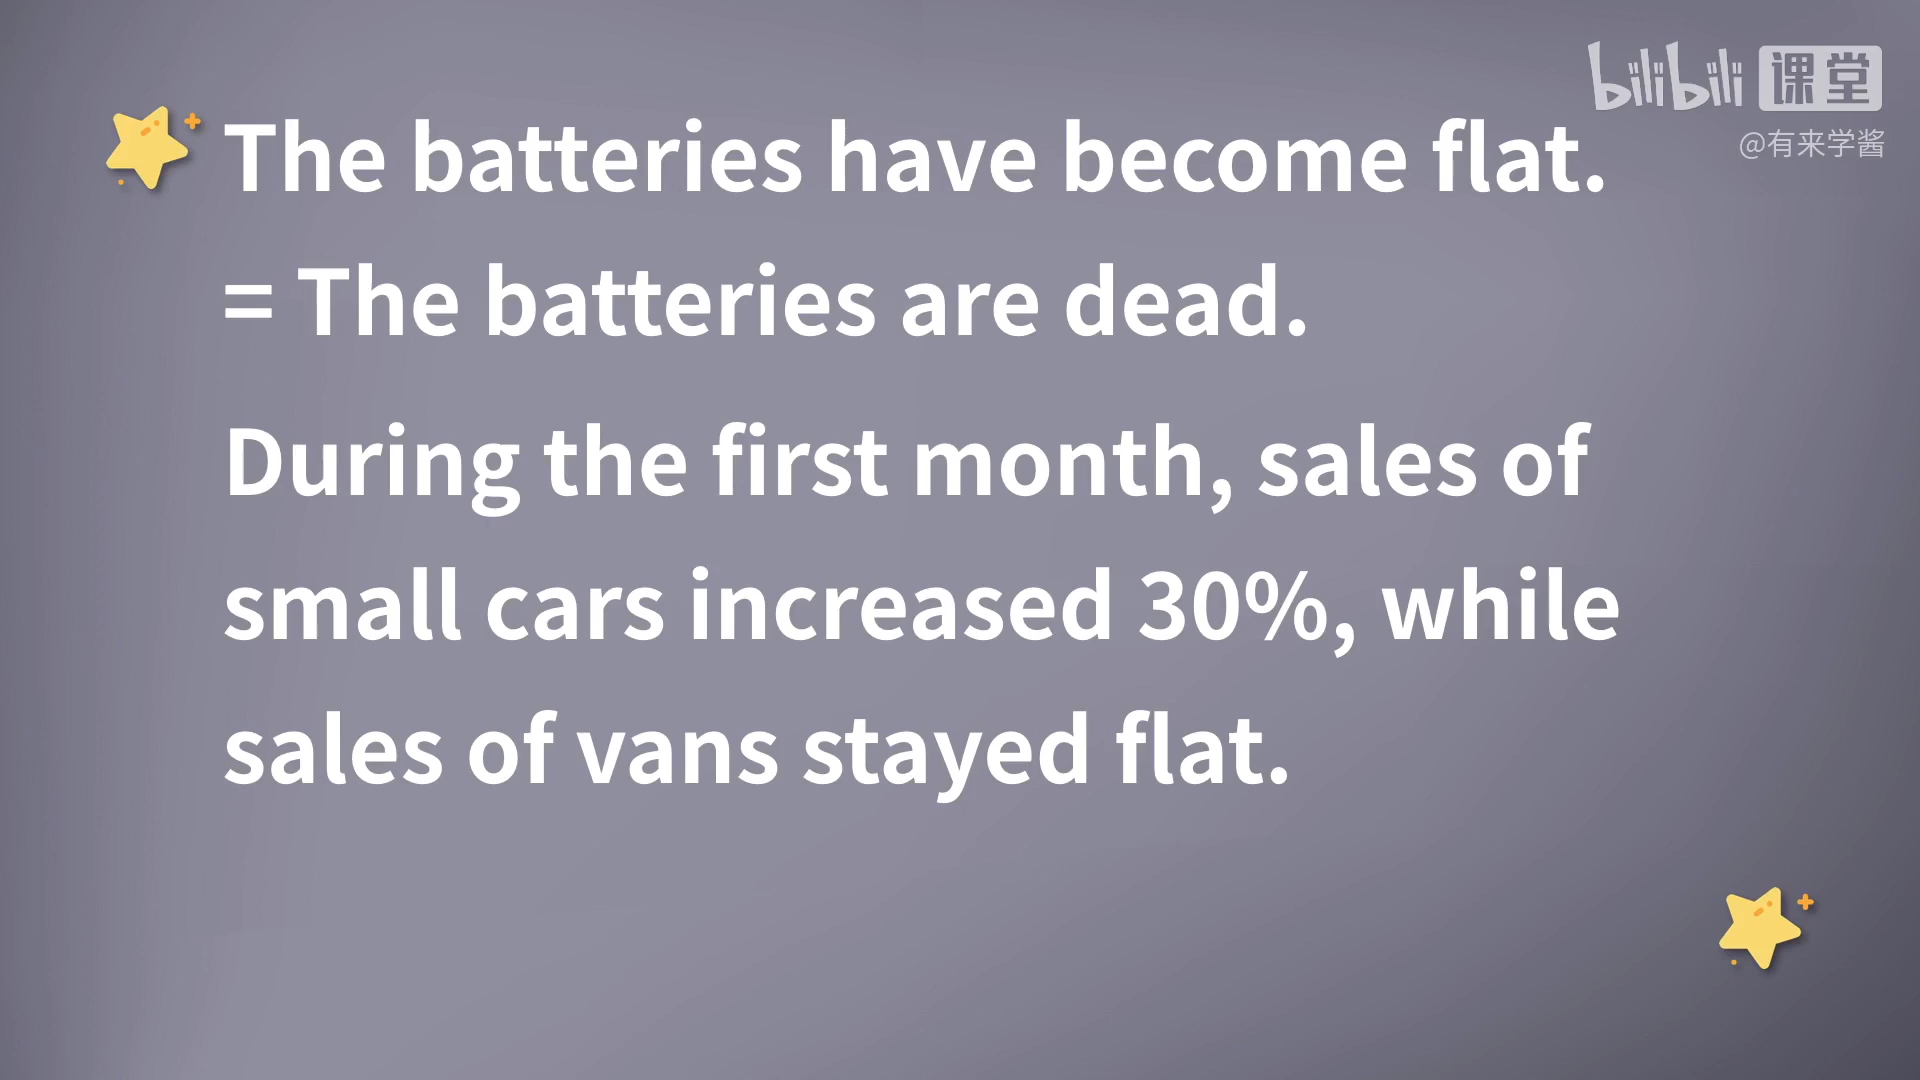 bilibili 课堂
@有来学酱
The batteries have become flat.
= The batteries are dead.
During the first month, sales of
small cars increased 30%, while
sales of vans stayed flat.